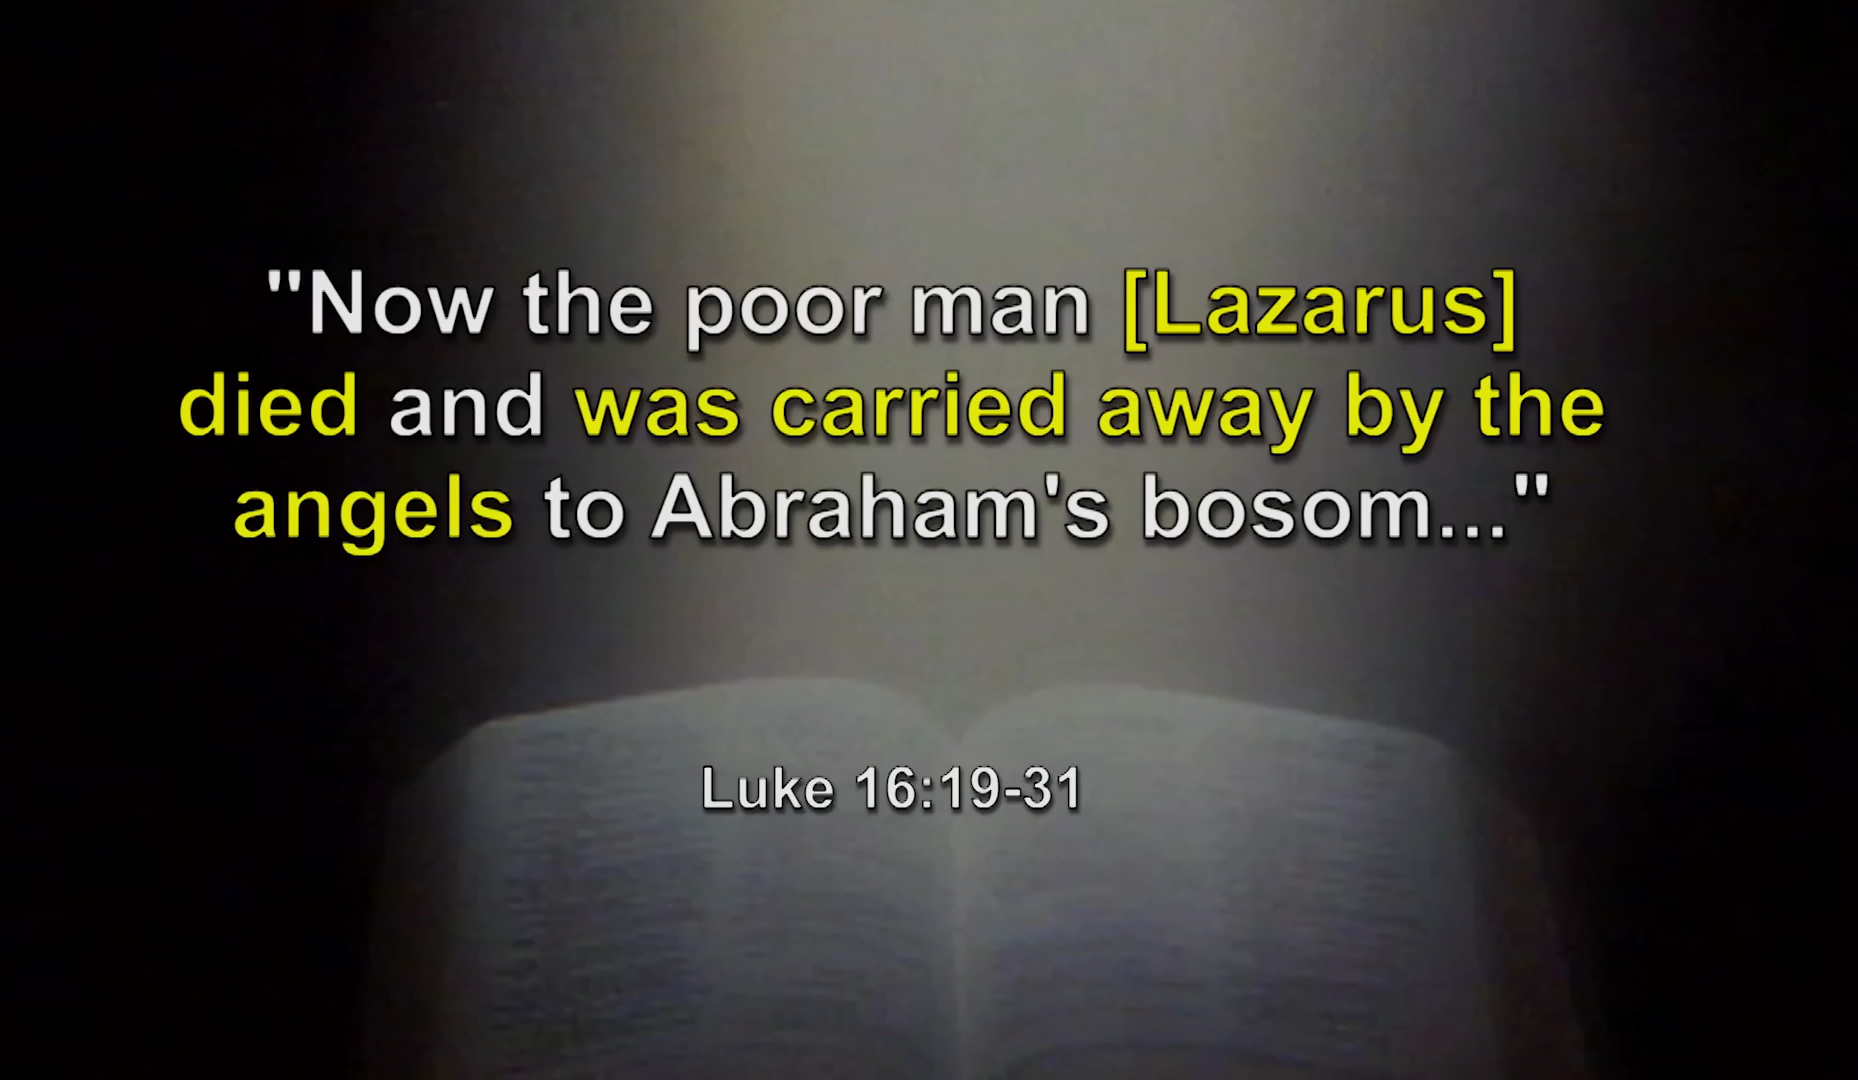 "Now the poor man [Lazarus]
died and was carried away by the
angels to Abraham's bosom..."
Luke 16:19-31